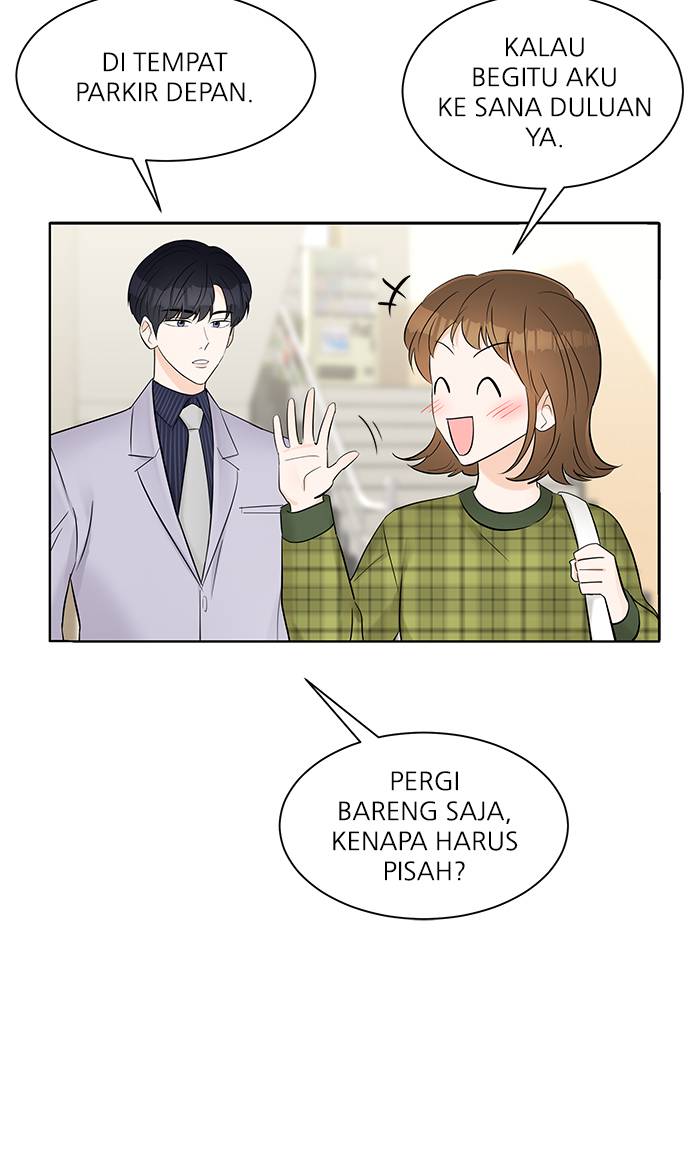 DI TEMPAT
PARKIR DEPAN.
KALAU
BEGITU AKU
KE SANA DULUAN
YA.
PERGI
BARENG SAJA,
KENAPA HARUS
PISAH?